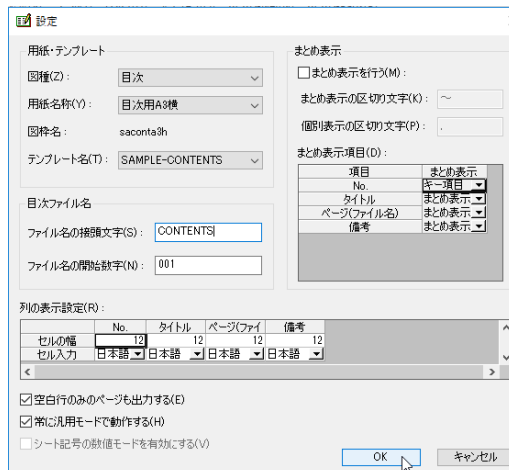 設定
用紙・テンプレート
図種(Z)： 目次
用紙名称(Y)： 目次用A3横
図枠名： saconta3h
テンプレート名(T)： SAMPLE-CONTENTS
目次ファイル名
ファイル名の接頭文字(S)： CONTENTS
ファイル名の開始数字(N)： 001
まとめ表示
まとめ表示を行う(M)：
まとめ表示の区切り文字(K)： ～
個別表示の区切り文字(P)： .
まとめ表示項目(D)：
項目 まとめ表示
No. キー項目
タイトル まとめ表示
ページ(ファイル名) まとめ表示
備考 まとめ表示
列の表示設定(R)：
No. タイトル ページ(ファイ 備考
セルの幅 12 12 12 12
セル入力 日本語 日本語 日本語 日本語
空白行のみのページも出力する(E)
常に汎用モードで動作する(H)
シート記号の数値モードを有効にする(V)
OK キャンセル